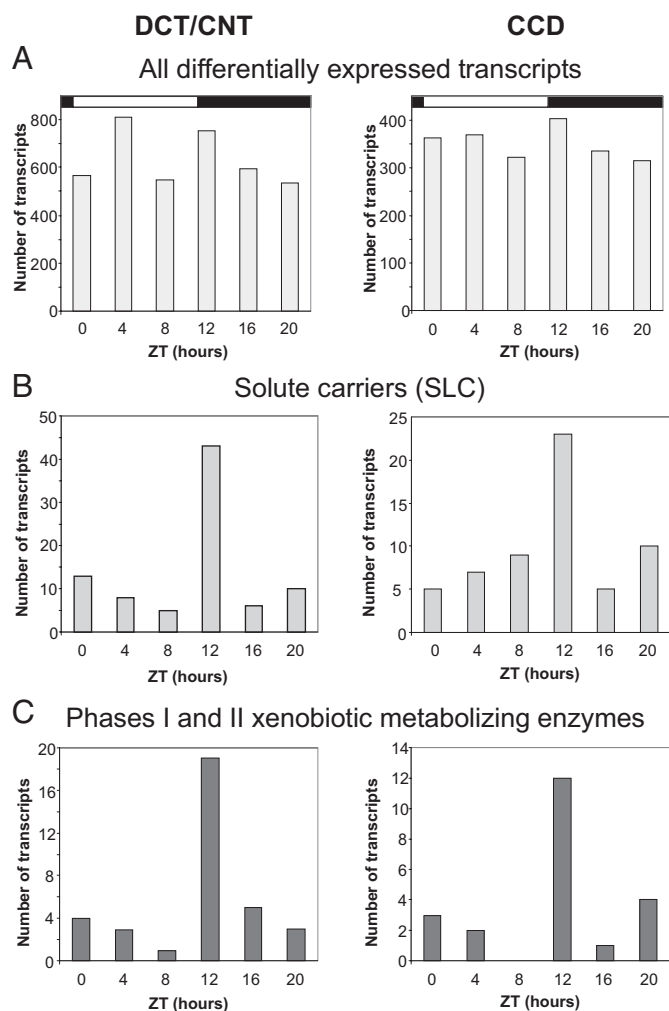 DCT/CNT CCD
A All differentially expressed transcripts
Number of transcripts
800
600
400
200
0
0 4 8 12 16 20
ZT (hours)
Number of transcripts
400
300
200
100
0
0 4 8 12 16 20
ZT (hours)
B Solute carriers (SLC)
Number of transcripts
50
40
30
20
10
0
0 4 8 12 16 20
ZT (hours)
Number of transcripts
25
20
15
10
5
0
0 4 8 12 16 20
ZT (hours)
C Phases I and II xenobiotic metabolizing enzymes
Number of transcripts
20
16
12
8
4
0
0 4 8 12 16 20
ZT (hours)
Number of transcripts
14
12
10
8
6
4
2
0
0 4 8 12 16 20
ZT (hours)